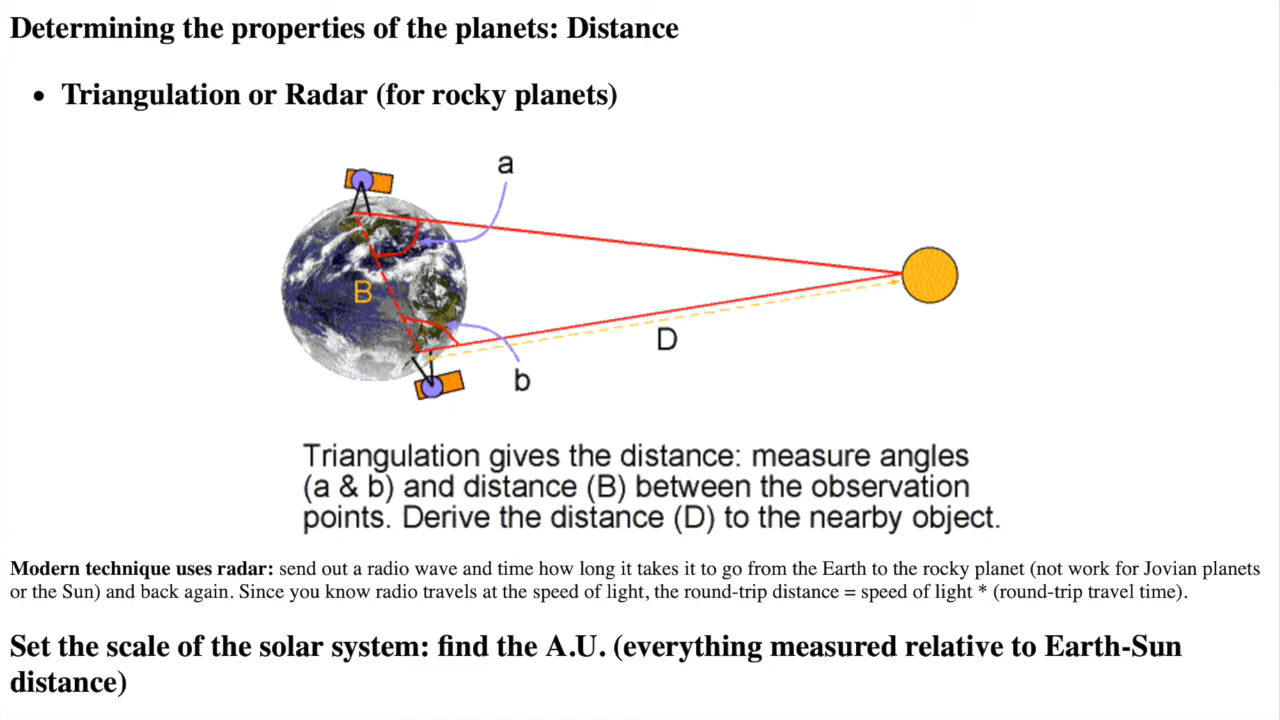 Determining the properties of the planets: Distance
• Triangulation or Radar (for rocky planets)
a
B
D
b
Triangulation gives the distance: measure angles
(a & b) and distance (B) between the observation
points. Derive the distance (D) to the nearby object.
Modern technique uses radar: send out a radio wave and time how long it takes it to go from the Earth to the rocky planet (not work for Jovian planets
or the Sun) and back again. Since you know radio travels at the speed of light, the round-trip distance = speed of light * (round-trip travel time).
Set the scale of the solar system: find the A.U. (everything measured relative to Earth-Sun
distance)